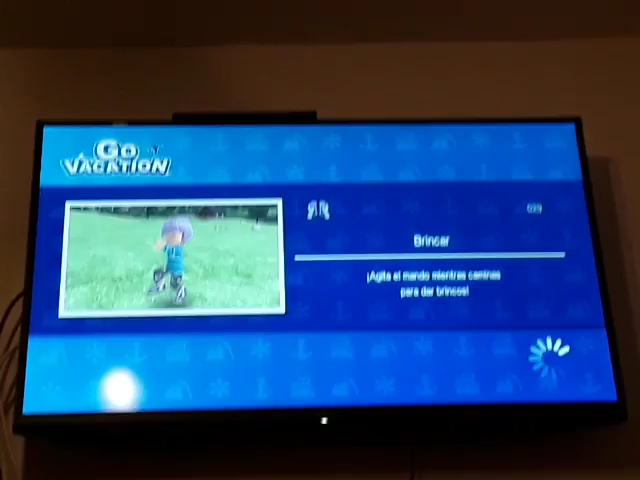 GO
VACATION
Brincar
¡Agita el mando mientras caminas
para dar brincos!